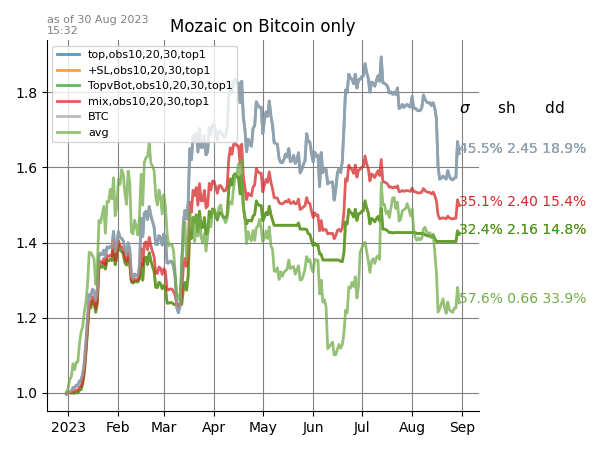 as of 30 Aug 2023
15:32
Mozaic on Bitcoin only
top,obs10,20,30,top1
+SL,obs10,20,30,top1
TopvBot,obs10,20,30,top1
mix,obs10,20,30,top1
BTC
avg
σ sh dd
45.5% 2.45 18.9%
35.1% 2.40 15.4%
32.4% 2.16 14.8%
57.6% 0.66 33.9%
1.8
1.6
1.4
1.2
1.0
2023 Feb Mar Apr May Jun Jul Aug Sep